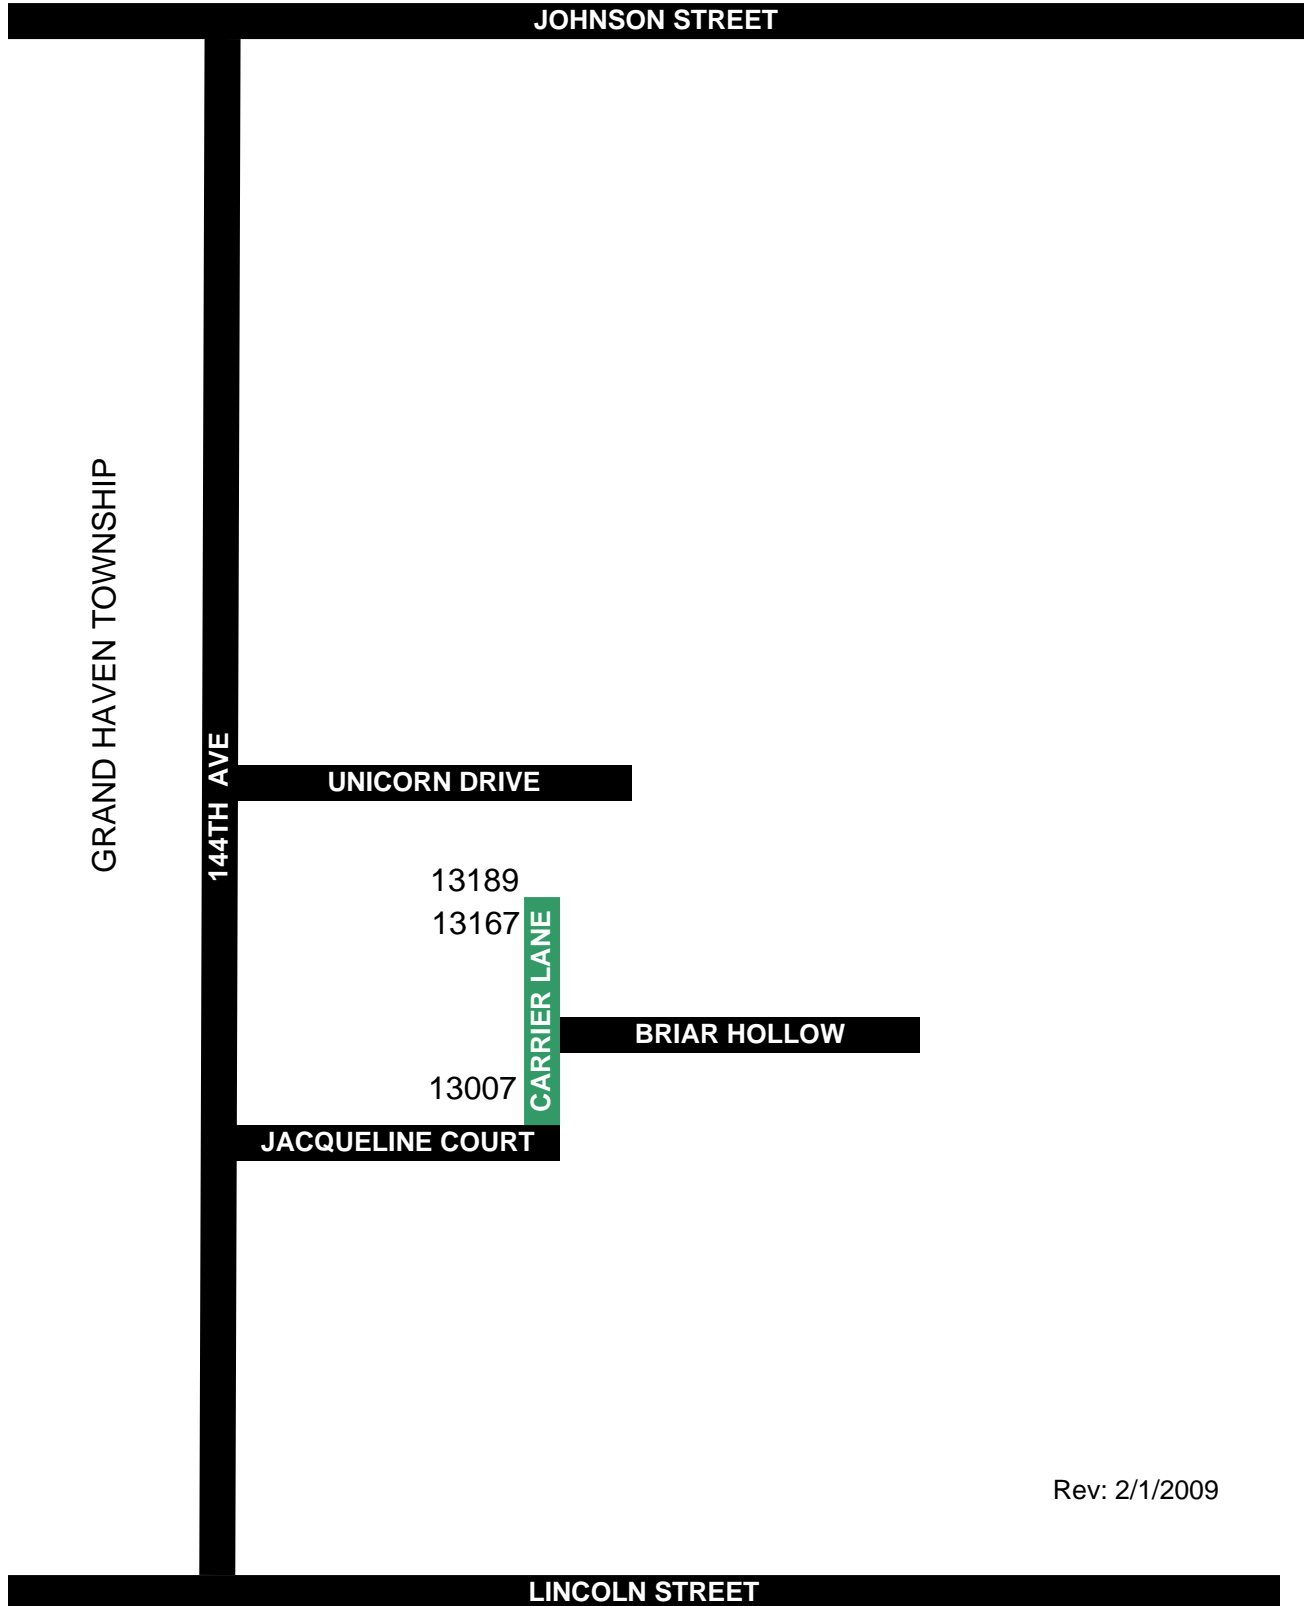 JOHNSON STREET
GRAND HAVEN TOWNSHIP
144TH AVE
UNICORN DRIVE
13189
13167
CARRIER LANE
BRIAR HOLLOW
13007
JACQUELINE COURT
Rev: 2/1/2009
LINCOLN STREET